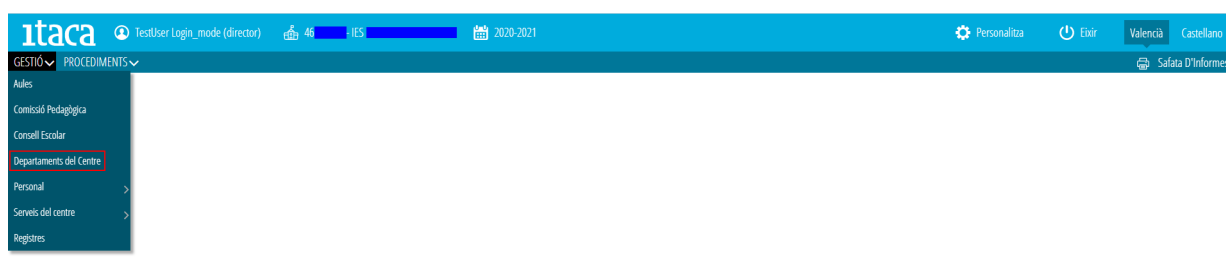 ıtaca TestUser Login_mode (director) 46 - IES 2020-2021 Personalitza Eixir Valencià Castellano
GESTIÓ PROCEDIMENTS Safata D'Informes
Aules
Comissió Pedagògica
Consell Escolar
Departaments del Centre
Personal
Serveis del centre
Registres